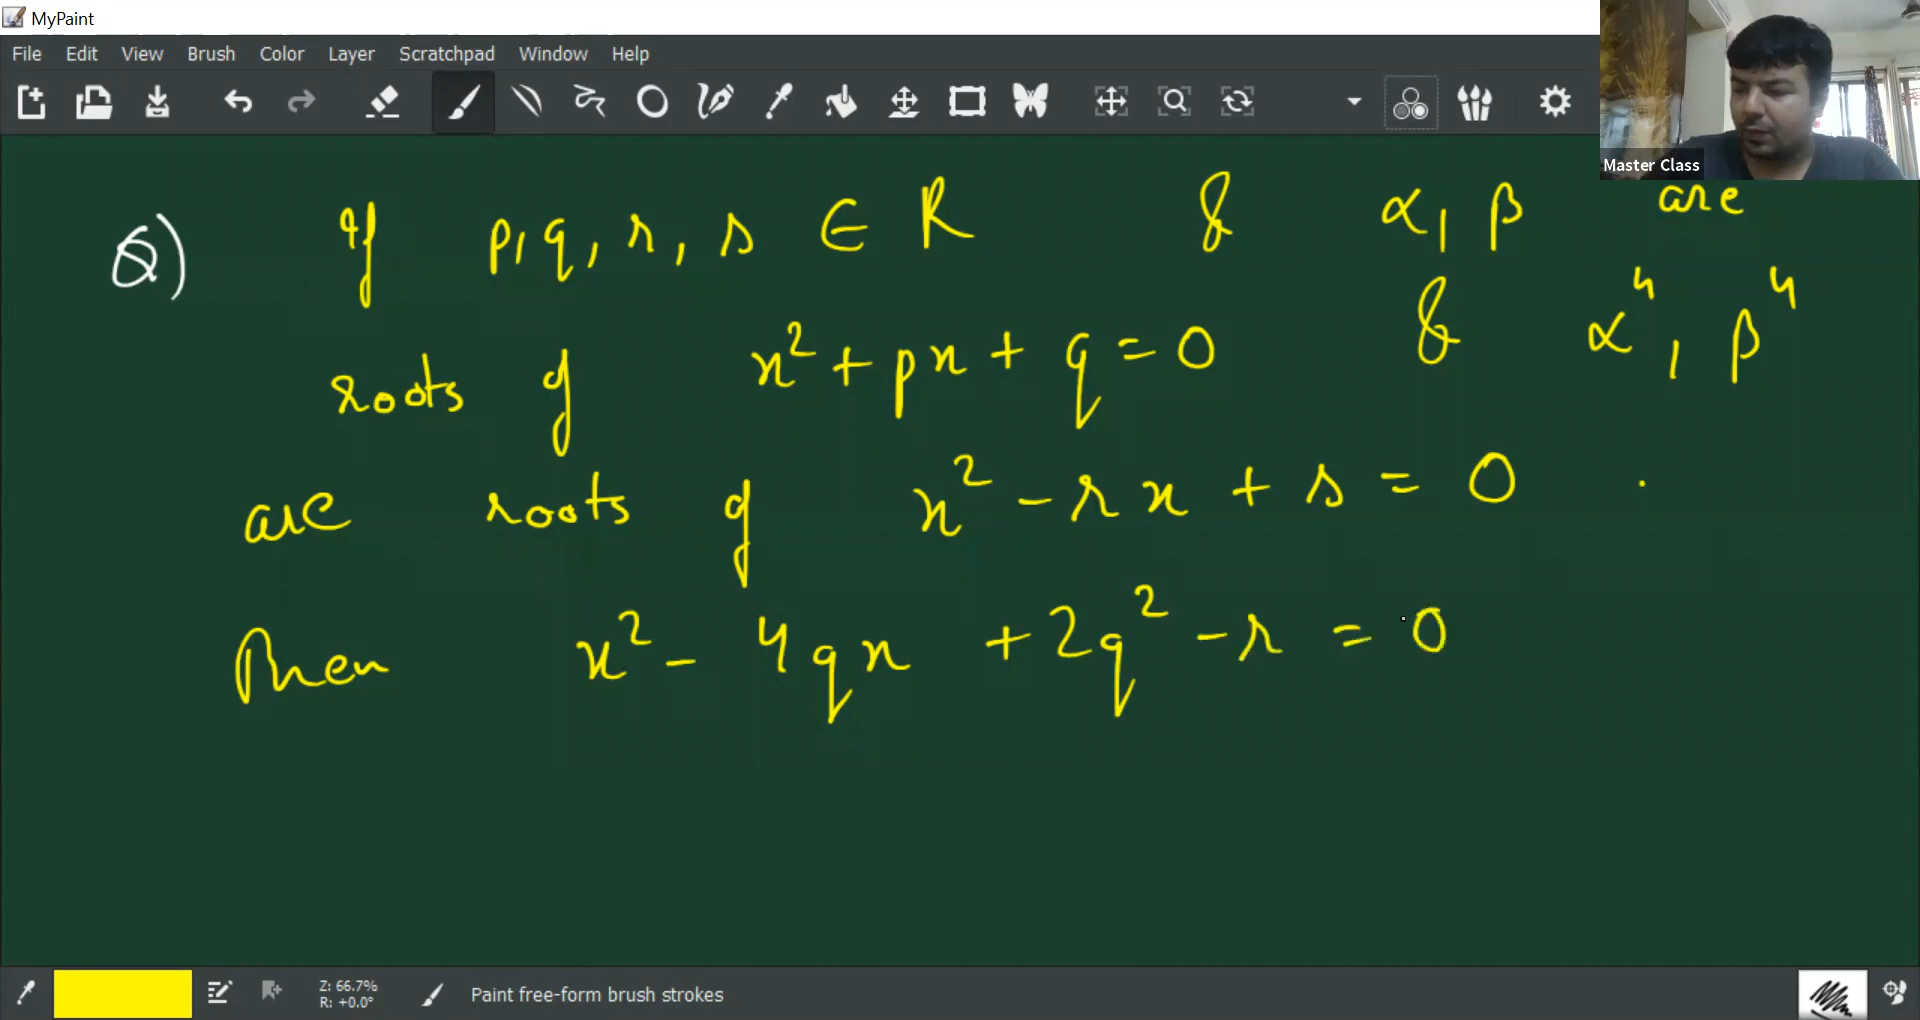 MyPaint
File Edit View Brush Color Layer Scratchpad Window Help
Master Class
Q) If p, q, r, s ∈ R & α, β are
roots of x² + px + q = 0 & α⁴, β⁴
are roots of x² - rx + s = 0 .
Then x² - 4qx + 2q² - r = 0
Z: 66.7%
R: +0.0°
Paint free-form brush strokes